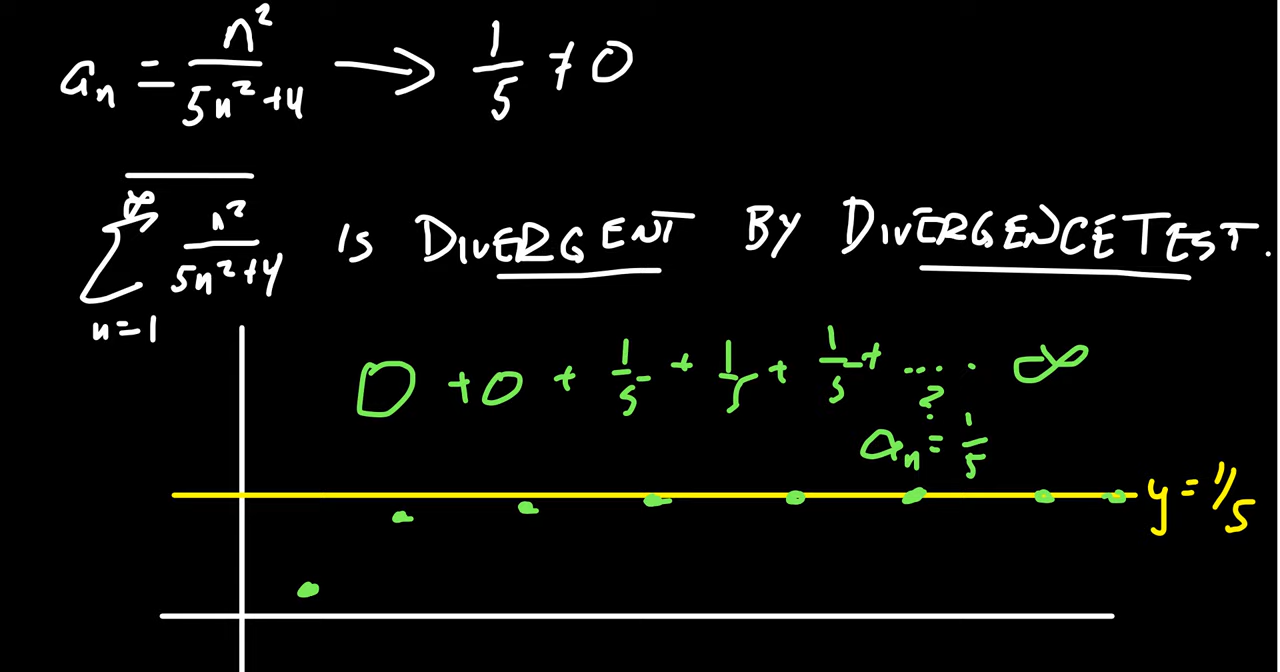 aₙ = n²/(5n²+4) → 1/5 ≠ 0
∞
∑ n²/(5n²+4) IS DIVERGENT BY DIVERGENCE TEST.
n=1
0 + 0 + 1/5 + 1/5 + 1/5 + .... ∞
?
aₙ = 1/5
y = 1/5